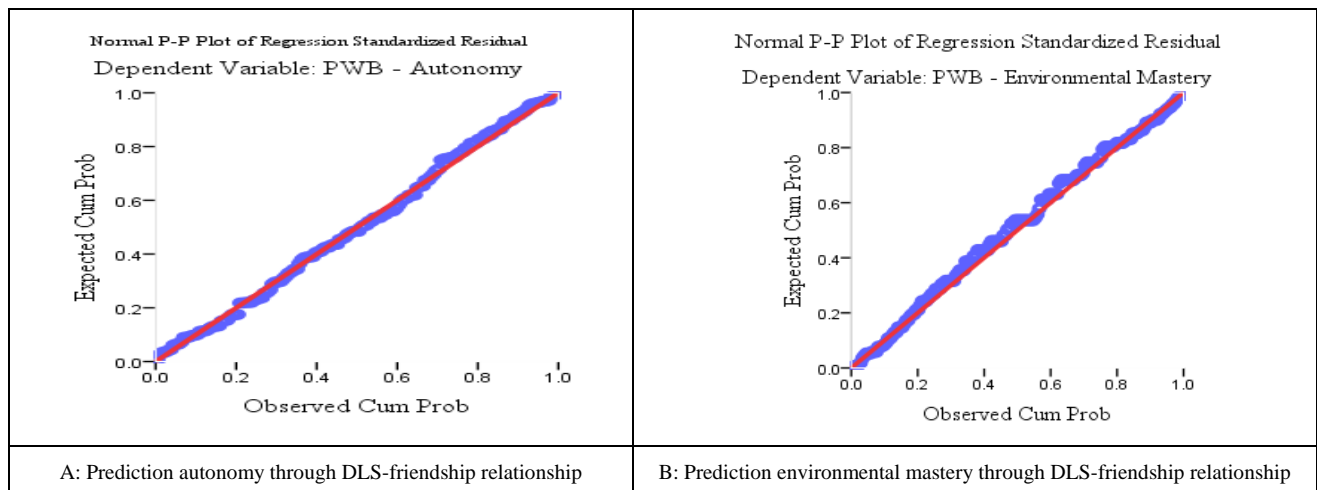 Normal P-P Plot of Regression Standardized Residual
Dependent Variable: PWB - Autonomy
1.0
0.8
0.6
0.4
0.2
0.0
Expected Cum Prob
0.0 0.2 0.4 0.6 0.8 1.0
Observed Cum Prob
Normal P-P Plot of Regression Standardized Residual
Dependent Variable: PWB - Environmental Mastery
1.0
0.8
0.6
0.4
0.2
0.0
Expected Cum Prob
0.0 0.2 0.4 0.6 0.8 1.0
Observed Cum Prob
A: Prediction autonomy through DLS-friendship relationship
B: Prediction environmental mastery through DLS-friendship relationship